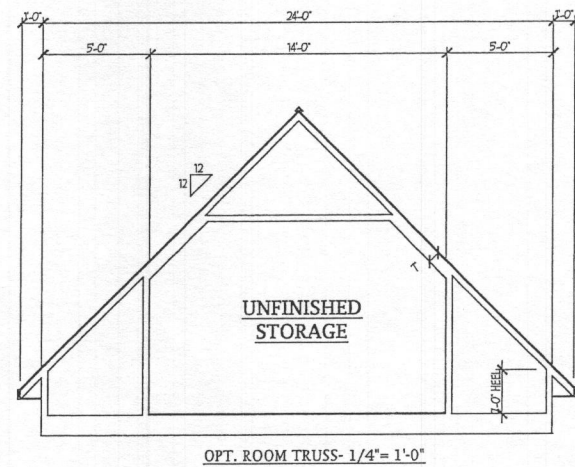 1'-0" 24'-0" 1'-0"
5'-0" 14'-0" 5'-0"
12
12
7"
UNFINISHED
STORAGE
2'-0" HEEL
OPT. ROOM TRUSS- 1/4"= 1'-0"